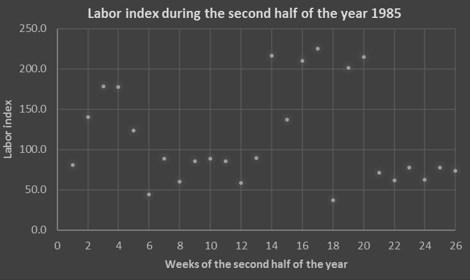 Labor index during the second half of the year 1985
250.0
200.0
150.0
100.0
50.0
0.0
Labor index
0 2 4 6 8 10 12 14 16 18 20 22 24 26
Weeks of the second half of the year